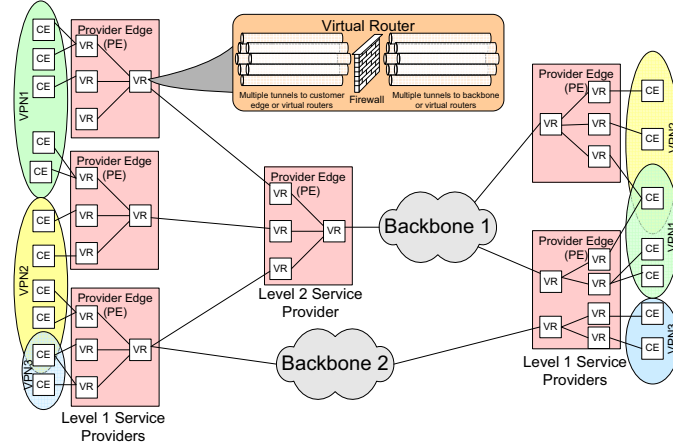 Virtual Router
Multiple tunnels to customer
edge or virtual routers
Firewall
Multiple tunnels to backbone
or virtual routers
VPN1
CE
CE
CE
CE
CE
Provider Edge
(PE)
VR
VR
VR
VR
VPN2
CE
CE
CE
CE
Provider Edge
(PE)
VR
VR
VR
VR
VPN3
CE
CE
Provider Edge
(PE)
VR
VR
VR
VR
Level 1 Service
Providers
Provider Edge
(PE)
VR
VR
VR
VR
Level 2 Service
Provider
Backbone 1
Backbone 2
Provider Edge
(PE)
VR
VR
VR
VR
Provider Edge
(PE)
VR
VR
VR
VR
VR
VR
Level 1 Service
Providers
CE
CE
VPN2
CE
CE
CE
VPN1
CE
CE
VPN3